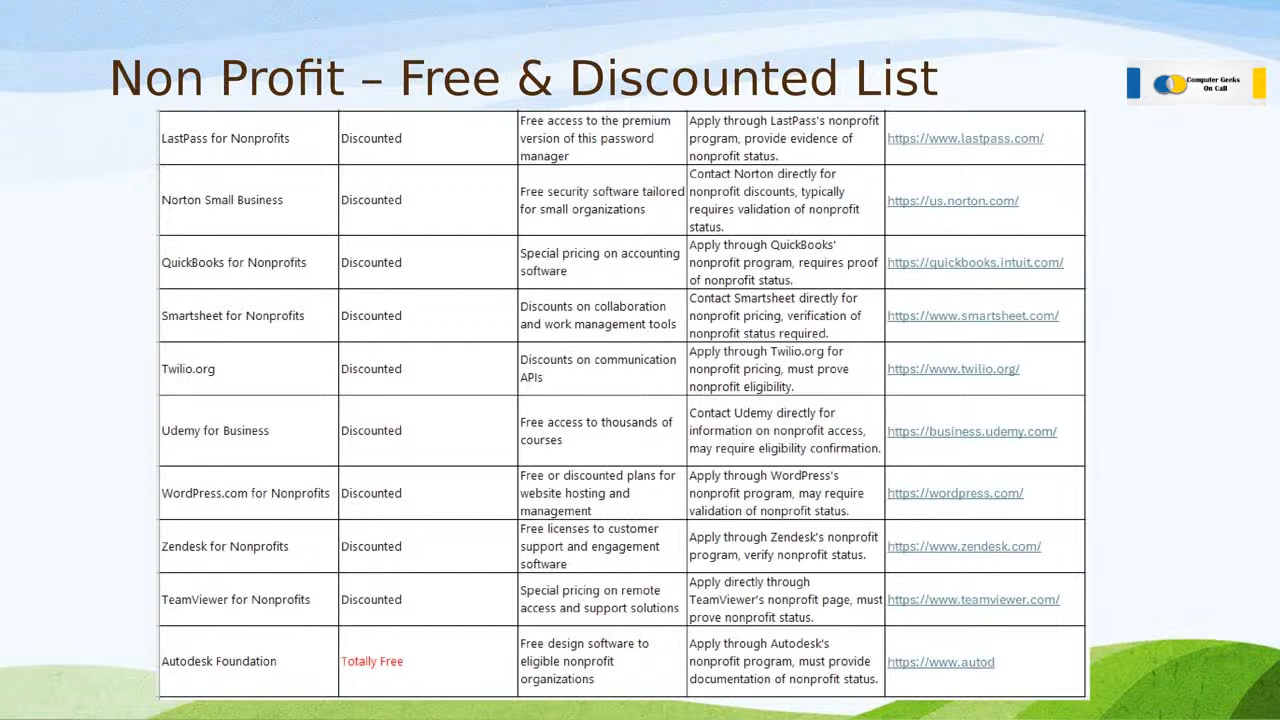 Non Profit – Free & Discounted List
Computer Geeks
On Call
LastPass for Nonprofits
Discounted
Free access to the premium
version of this password
manager
Apply through LastPass's nonprofit
program, provide evidence of
nonprofit status.
https://www.lastpass.com/
Norton Small Business
Discounted
Free security software tailored
for small organizations
Contact Norton directly for
nonprofit discounts, typically
requires validation of nonprofit
status.
https://us.norton.com/
QuickBooks for Nonprofits
Discounted
Special pricing on accounting
software
Apply through QuickBooks'
nonprofit program, requires proof
of nonprofit status.
https://quickbooks.intuit.com/
Smartsheet for Nonprofits
Discounted
Discounts on collaboration
and work management tools
Contact Smartsheet directly for
nonprofit pricing, verification of
nonprofit status required.
https://www.smartsheet.com/
Twilio.org
Discounted
Discounts on communication
APIs
Apply through Twilio.org for
nonprofit pricing, must prove
nonprofit eligibility.
https://www.twilio.org/
Udemy for Business
Discounted
Free access to thousands of
courses
Contact Udemy directly for
information on nonprofit access,
may require eligibility confirmation.
https://business.udemy.com/
WordPress.com for Nonprofits
Discounted
Free or discounted plans for
website hosting and
management
Apply through WordPress's
nonprofit program, may require
validation of nonprofit status.
https://wordpress.com/
Zendesk for Nonprofits
Discounted
Free licenses to customer
support and engagement
software
Apply through Zendesk's nonprofit
program, verify nonprofit status.
https://www.zendesk.com/
TeamViewer for Nonprofits
Discounted
Special pricing on remote
access and support solutions
Apply directly through
TeamViewer's nonprofit page, must
prove nonprofit status.
https://www.teamviewer.com/
Autodesk Foundation
Totally Free
Free design software to
eligible nonprofit
organizations
Apply through Autodesk's
nonprofit program, must provide
documentation of nonprofit status.
https://www.autod